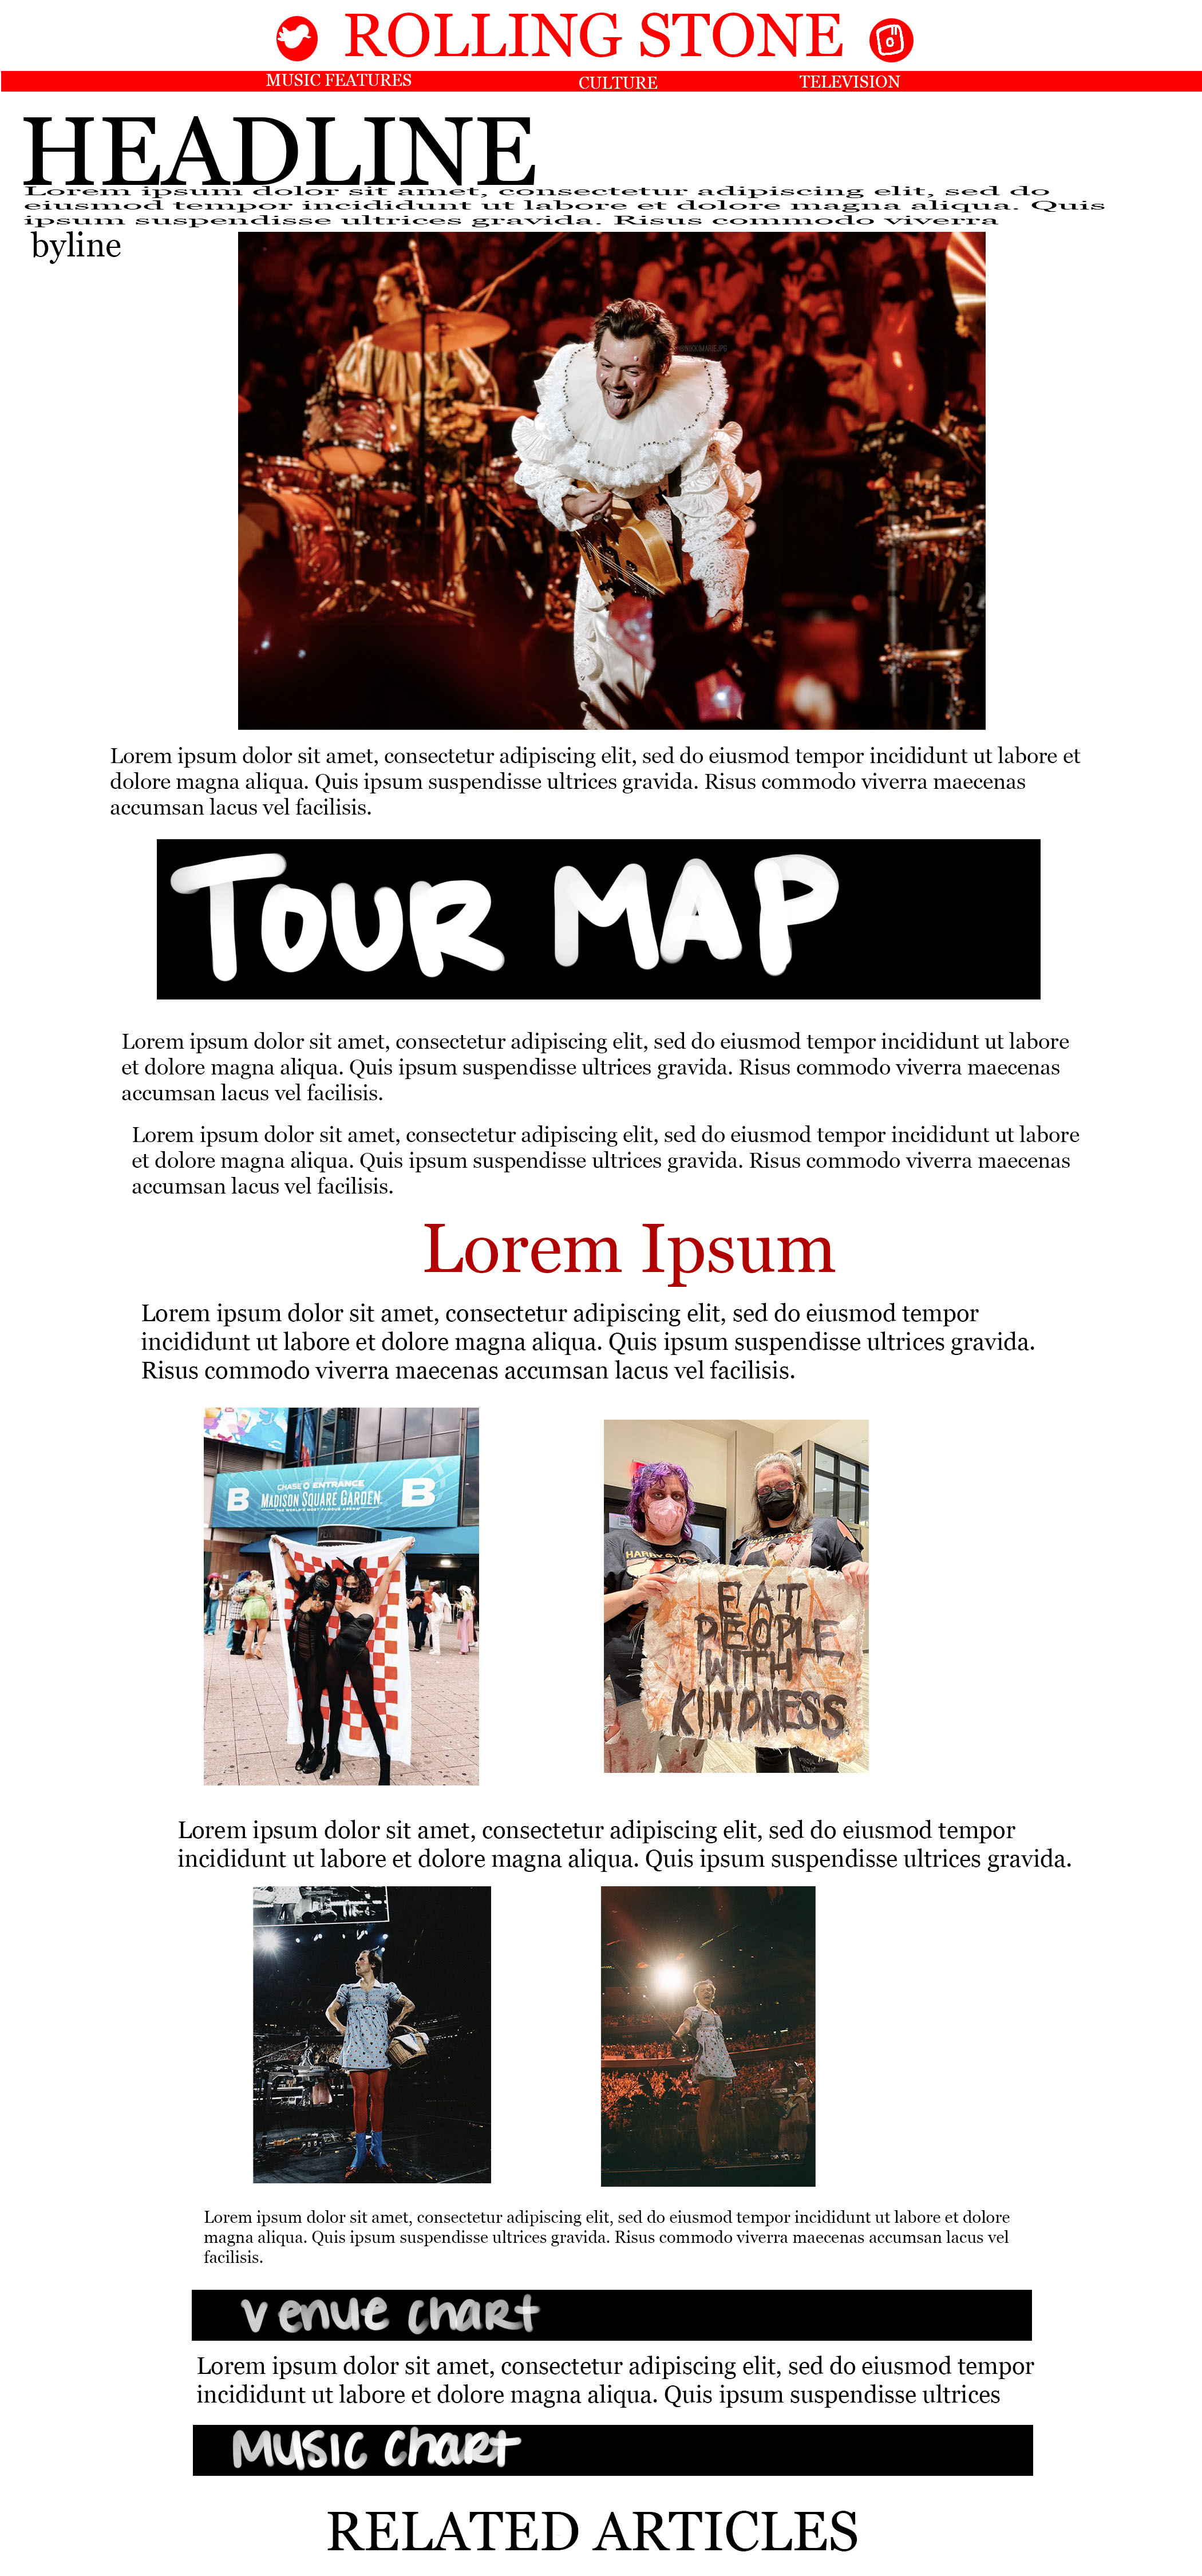 ROLLING STONE
MUSIC FEATURES CULTURE TELEVISION
HEADLINE
Lorem ipsum dolor sit amet, consectetur adipiscing elit, sed do
eiusmod tempor incididunt ut labore et dolore magna aliqua. Quis
ipsum suspendisse ultrices gravida. Risus commodo viverra
byline
Lorem ipsum dolor sit amet, consectetur adipiscing elit, sed do eiusmod tempor incididunt ut labore et
dolore magna aliqua. Quis ipsum suspendisse ultrices gravida. Risus commodo viverra maecenas
accumsan lacus vel facilisis.
TOUR MAP
Lorem ipsum dolor sit amet, consectetur adipiscing elit, sed do eiusmod tempor incididunt ut labore
et dolore magna aliqua. Quis ipsum suspendisse ultrices gravida. Risus commodo viverra maecenas
accumsan lacus vel facilisis.
Lorem ipsum dolor sit amet, consectetur adipiscing elit, sed do eiusmod tempor incididunt ut labore
et dolore magna aliqua. Quis ipsum suspendisse ultrices gravida. Risus commodo viverra maecenas
accumsan lacus vel facilisis.
Lorem Ipsum
Lorem ipsum dolor sit amet, consectetur adipiscing elit, sed do eiusmod tempor
incididunt ut labore et dolore magna aliqua. Quis ipsum suspendisse ultrices gravida.
Risus commodo viverra maecenas accumsan lacus vel facilisis.
CHASE ENTRANCE
B MADISON SQUARE GARDEN B
THE WORLD'S MOST FAMOUS ARENA
HARRY
EAT
PEOPLE
WITH
KINDNESS
Lorem ipsum dolor sit amet, consectetur adipiscing elit, sed do eiusmod tempor
incididunt ut labore et dolore magna aliqua. Quis ipsum suspendisse ultrices gravida.
Lorem ipsum dolor sit amet, consectetur adipiscing elit, sed do eiusmod tempor incididunt ut labore et dolore
magna aliqua. Quis ipsum suspendisse ultrices gravida. Risus commodo viverra maecenas accumsan lacus vel
facilisis.
venue chart
Lorem ipsum dolor sit amet, consectetur adipiscing elit, sed do eiusmod tempor
incididunt ut labore et dolore magna aliqua. Quis ipsum suspendisse ultrices
Music chart
RELATED ARTICLES